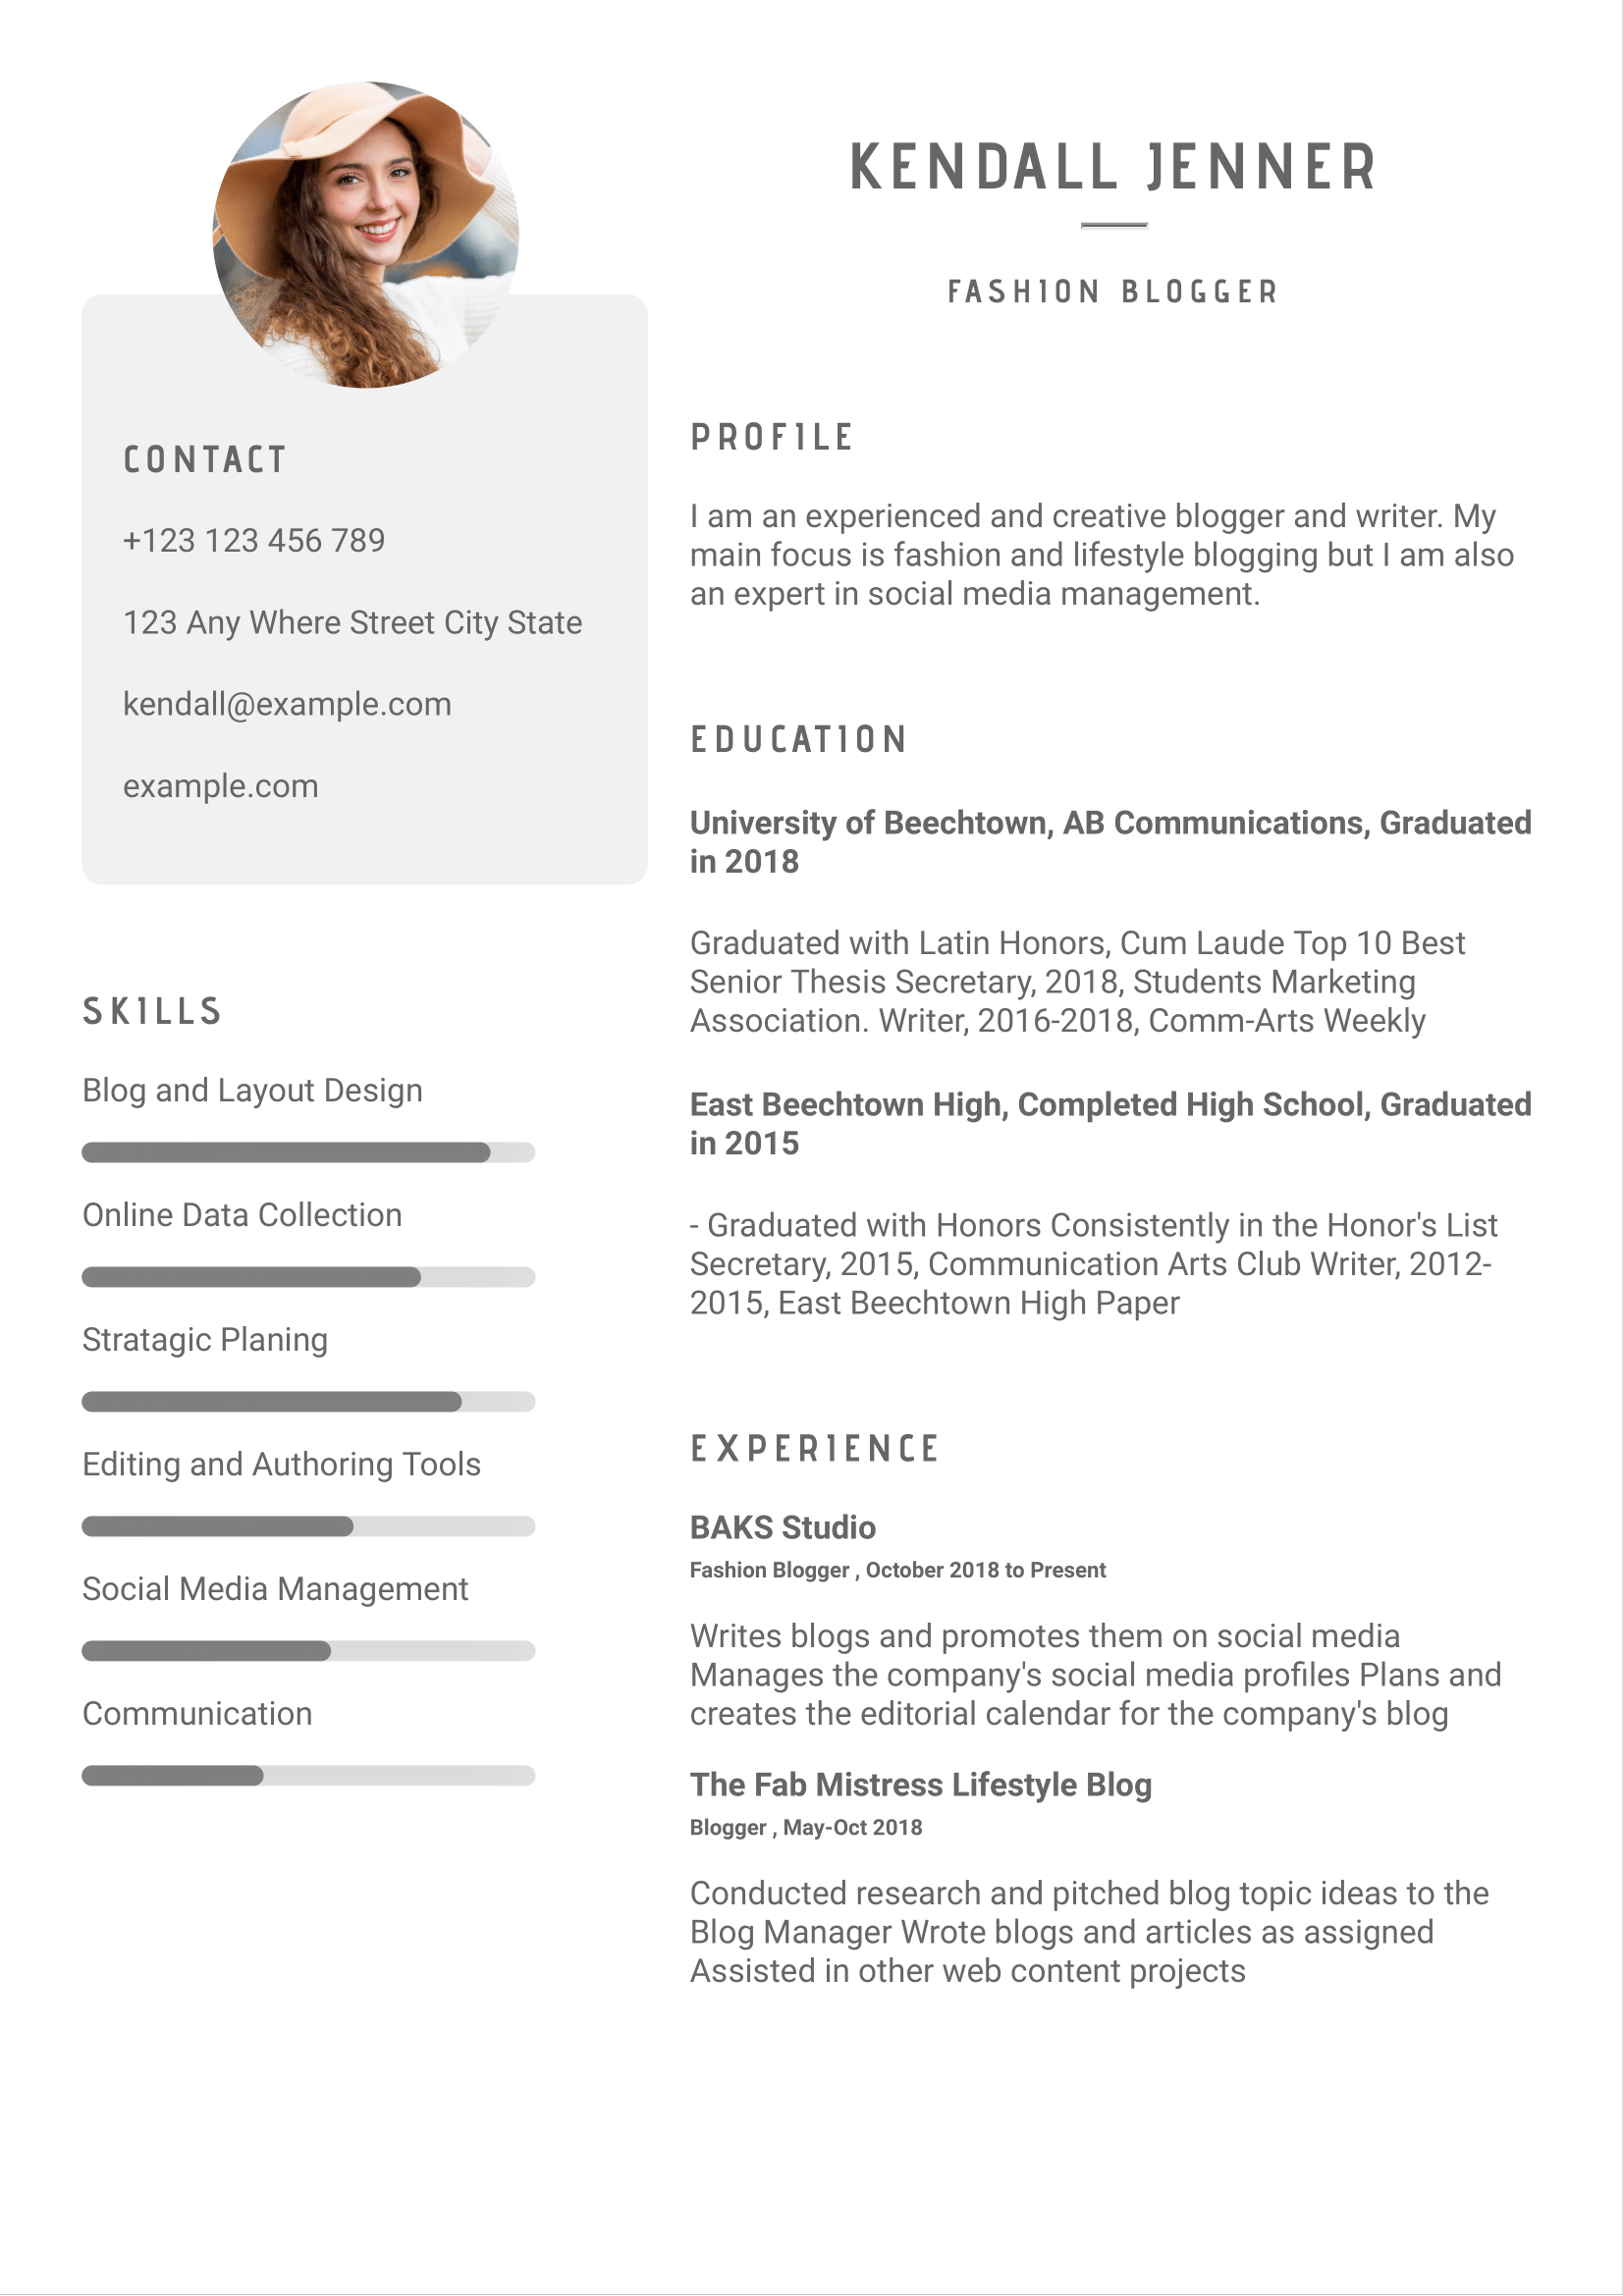 KENDALL JENNER
FASHION BLOGGER
CONTACT
+123 123 456 789
123 Any Where Street City State
kendall@example.com
example.com
SKILLS
Blog and Layout Design
Online Data Collection
Stratagic Planing
Editing and Authoring Tools
Social Media Management
Communication
PROFILE
I am an experienced and creative blogger and writer. My
main focus is fashion and lifestyle blogging but I am also
an expert in social media management.
EDUCATION
University of Beechtown, AB Communications, Graduated
in 2018
Graduated with Latin Honors, Cum Laude Top 10 Best
Senior Thesis Secretary, 2018, Students Marketing
Association. Writer, 2016-2018, Comm-Arts Weekly
East Beechtown High, Completed High School, Graduated
in 2015
- Graduated with Honors Consistently in the Honor's List
Secretary, 2015, Communication Arts Club Writer, 2012-
2015, East Beechtown High Paper
EXPERIENCE
BAKS Studio
Fashion Blogger , October 2018 to Present
Writes blogs and promotes them on social media
Manages the company's social media profiles Plans and
creates the editorial calendar for the company's blog
The Fab Mistress Lifestyle Blog
Blogger , May-Oct 2018
Conducted research and pitched blog topic ideas to the
Blog Manager Wrote blogs and articles as assigned
Assisted in other web content projects